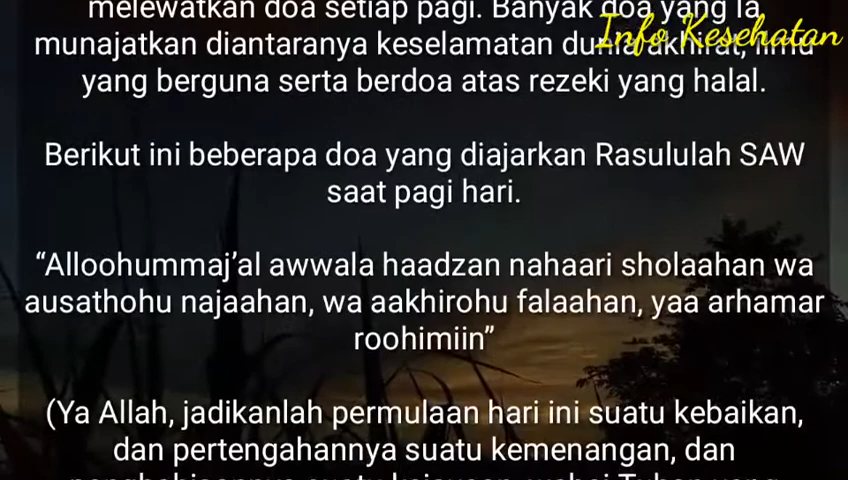 melewatkan doa setiap pagi. Banyak doa yang ia
Info Kesehatan
munajatkan diantaranya keselamatan dunia akhirat, ilmu
yang berguna serta berdoa atas rezeki yang halal.
Berikut ini beberapa doa yang diajarkan Rasululah SAW
saat pagi hari.
“Alloohummaj’al awwala haadzan nahaari sholaahan wa
ausathohu najaahan, wa aakhirohu falaahan, yaa arhamar
roohimiin”
(Ya Allah, jadikanlah permulaan hari ini suatu kebaikan,
dan pertengahannya suatu kemenangan, dan